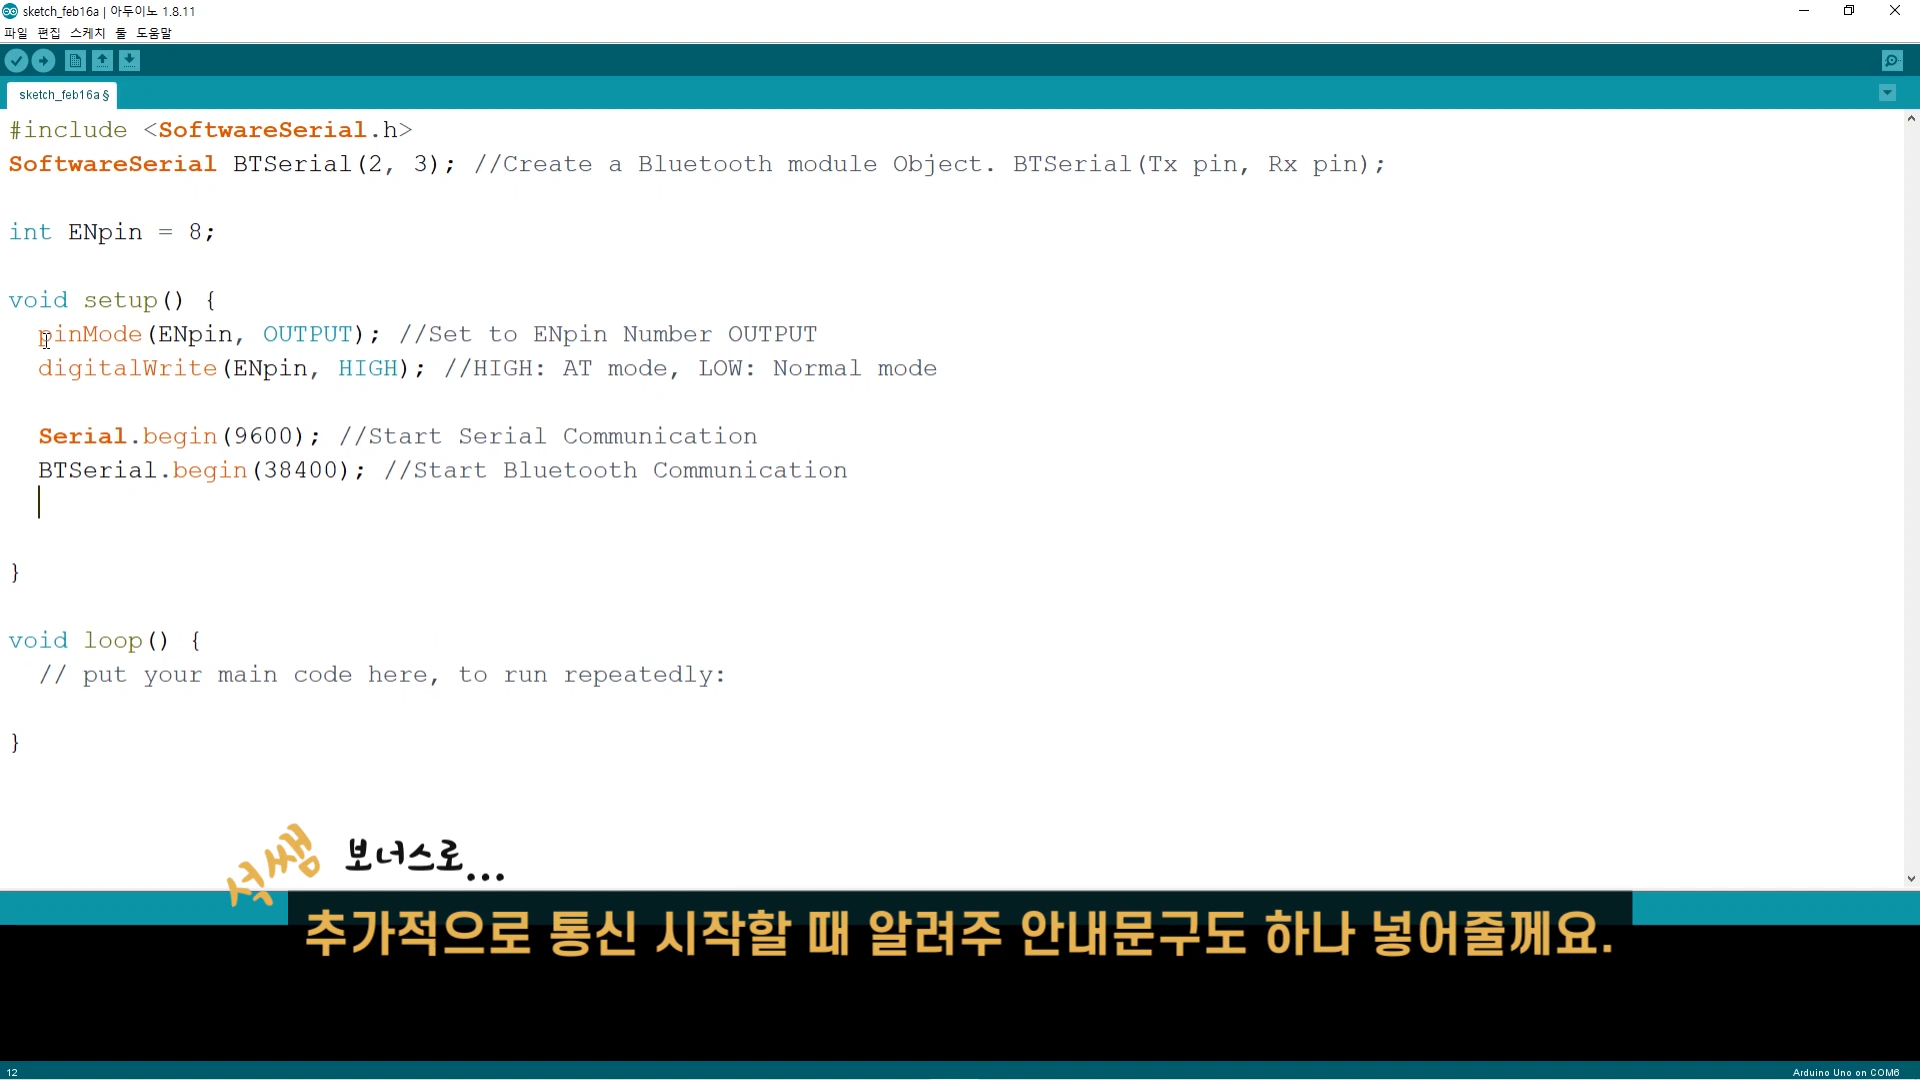 sketch_feb16a | 아두이노 1.8.11
파일 편집 스케치 툴 도움말
sketch_feb16a §
#include <SoftwareSerial.h>
SoftwareSerial BTSerial(2, 3); //Create a Bluetooth module Object. BTSerial(Tx pin, Rx pin);
int ENpin = 8;
void setup() {
pinMode(ENpin, OUTPUT); //Set to ENpin Number OUTPUT
digitalWrite(ENpin, HIGH); //HIGH: AT mode, LOW: Normal mode
Serial.begin(9600); //Start Serial Communication
BTSerial.begin(38400); //Start Bluetooth Communication
}
void loop() {
// put your main code here, to run repeatedly:
}
석쌤 보너스로...
추가적으로 통신 시작할 때 알려주 안내문구도 하나 넣어줄께요.
12
Arduino Uno on COM6